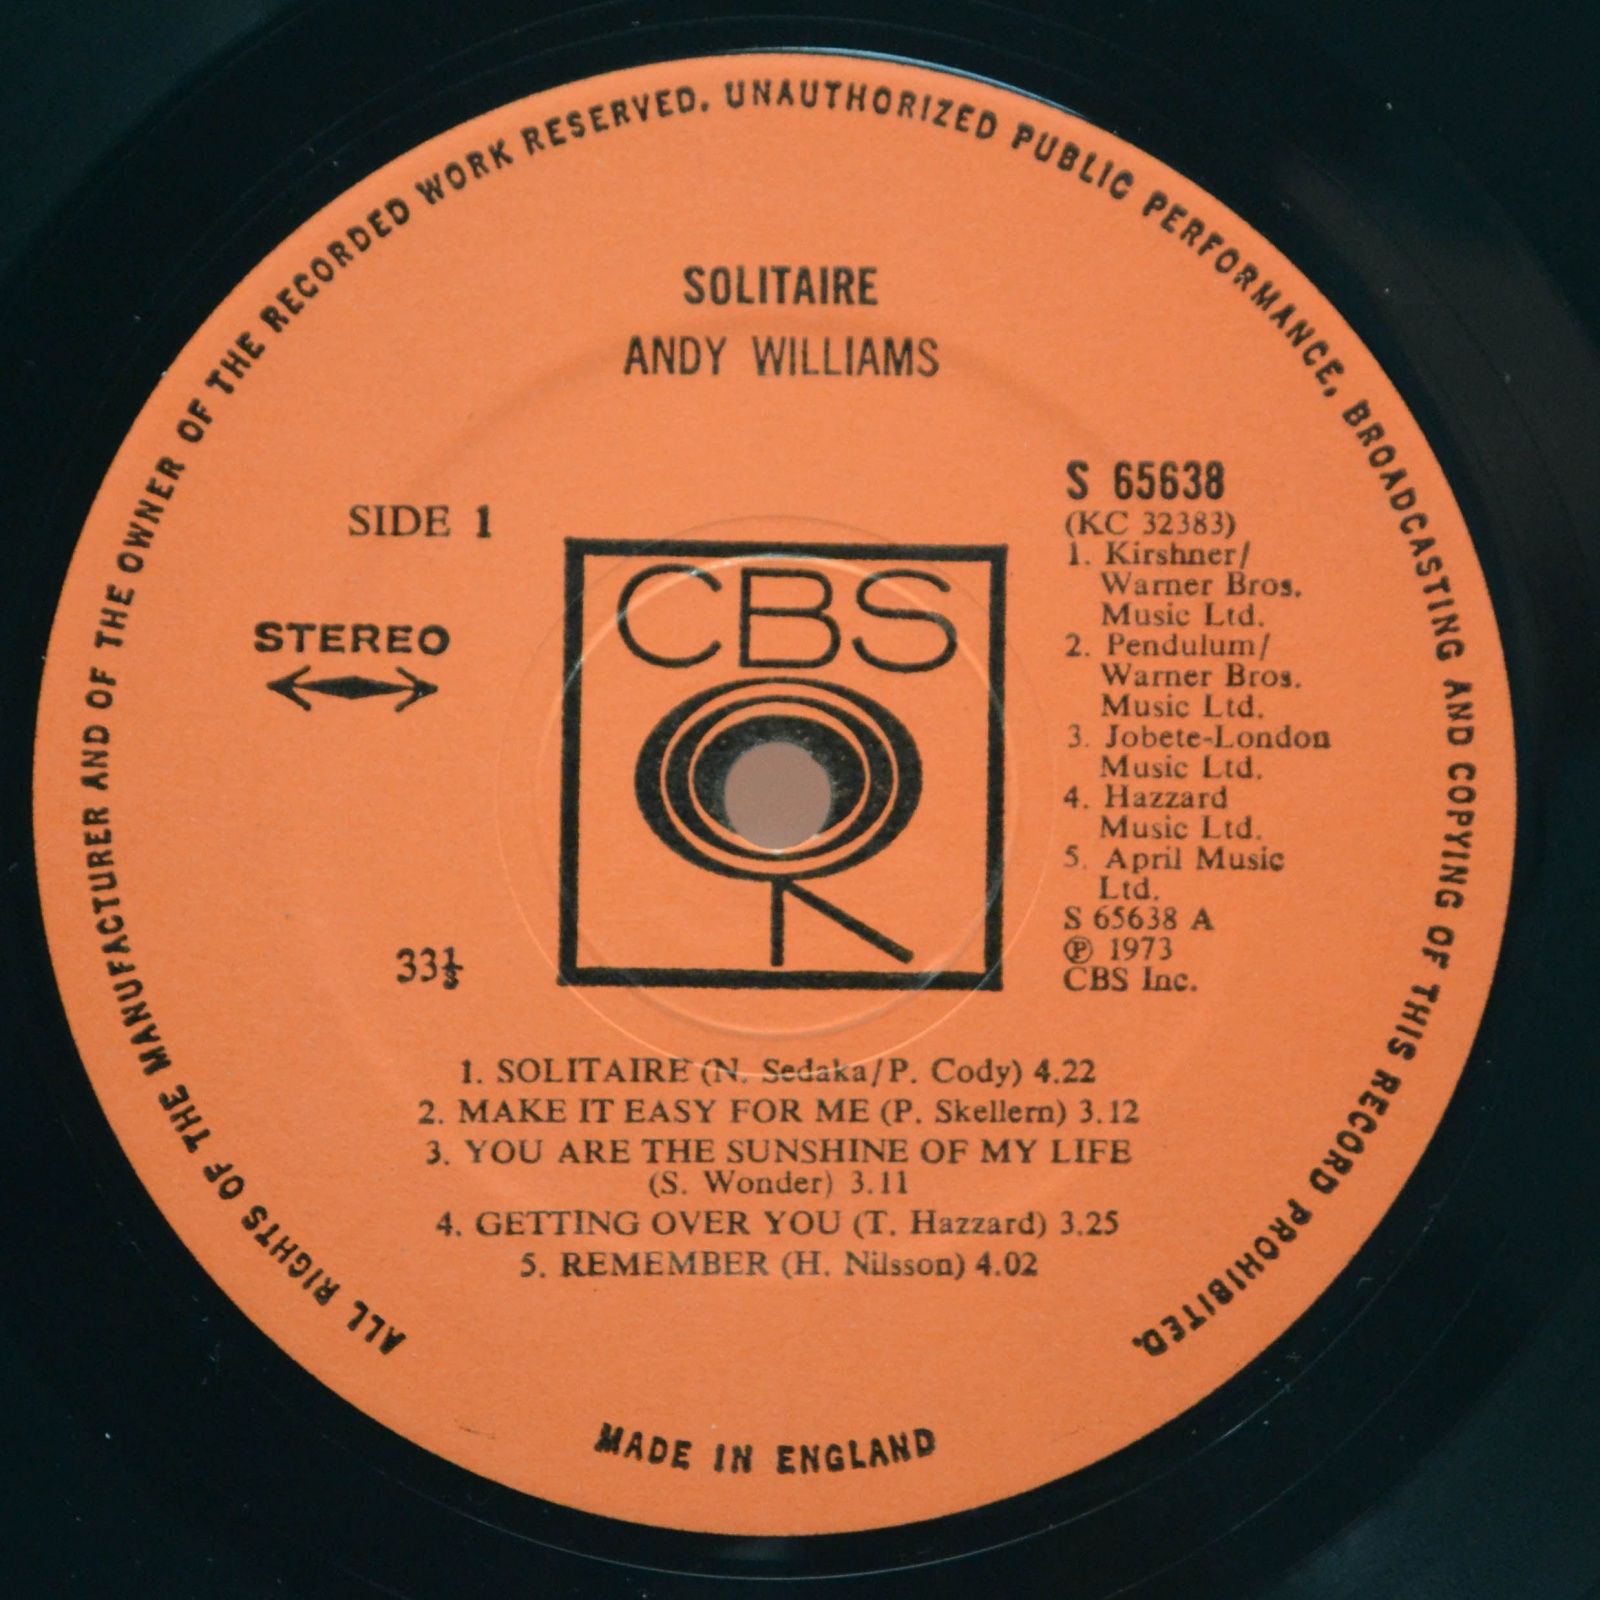 ALL RIGHTS OF THE MANUFACTURER AND OF THE OWNER OF THE RECORDED WORK RESERVED. UNAUTHORIZED PUBLIC PERFORMANCE, BROADCASTING AND COPYING OF THIS RECORD PROHIBITED.
SOLITAIRE
ANDY WILLIAMS
SIDE 1
STEREO
33⅓
CBS
S 65638
(KC 32383)
1. Kirshner/
Warner Bros.
Music Ltd.
2. Pendulum/
Warner Bros.
Music Ltd.
3. Jobete-London
Music Ltd.
4. Hazzard
Music Ltd.
5. April Music
Ltd.
S 65638 A
℗ 1973
CBS Inc.
1. SOLITAIRE (N. Sedaka/P. Cody) 4.22
2. MAKE IT EASY FOR ME (P. Skellern) 3.12
3. YOU ARE THE SUNSHINE OF MY LIFE
(S. Wonder) 3.11
4. GETTING OVER YOU (T. Hazzard) 3.25
5. REMEMBER (H. Nilsson) 4.02
MADE IN ENGLAND